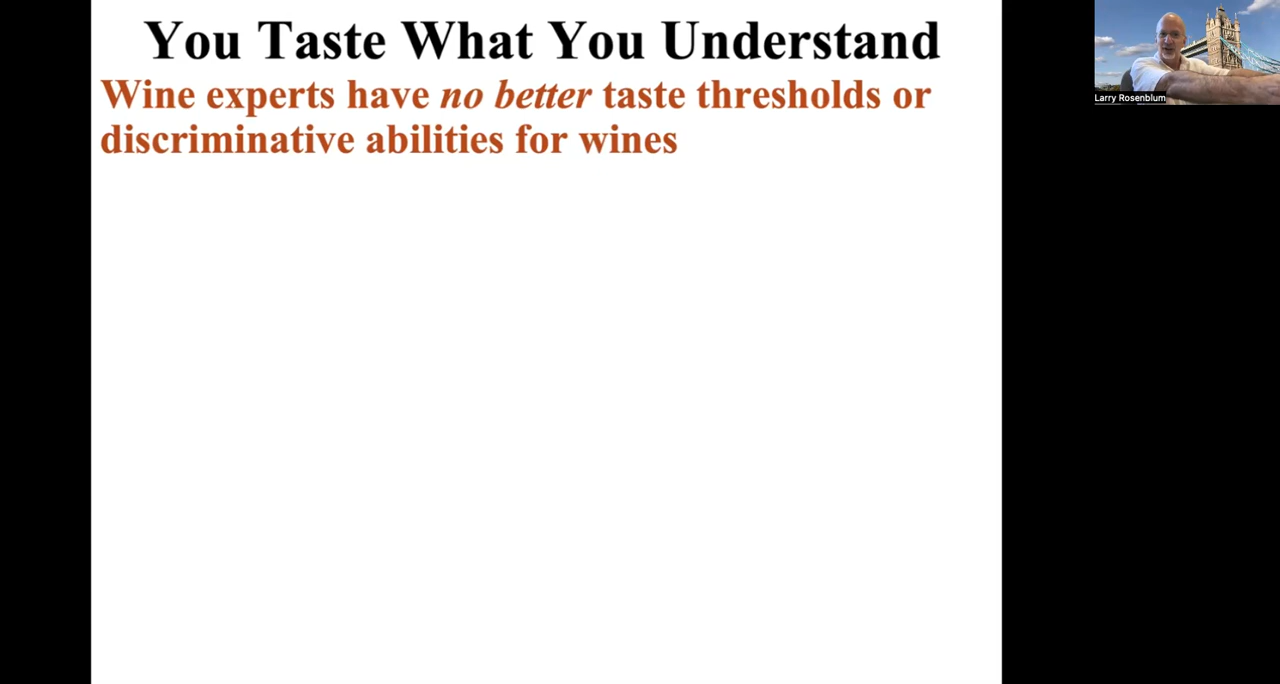 You Taste What You Understand
Wine experts have no better taste thresholds or
discriminative abilities for wines
Larry Rosenblum